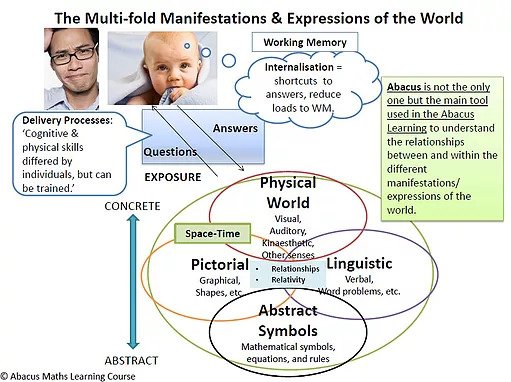 The Multi-fold Manifestations & Expressions of the World
Working Memory
Internalisation =
shortcuts to
answers, reduce
loads to WM.
Delivery Processes:
‘Cognitive &
physical skills
differed by
individuals, but can
be trained.’
Answers
Questions
EXPOSURE
Abacus is not the only
one but the main tool
used in the Abacus
Learning to understand
the relationships
between and within the
different
manifestations/
expressions of the
world.
CONCRETE
Physical
World
Visual,
Auditory,
Kinaesthetic,
Other senses
Space-Time
Pictorial
Graphical,
Shapes, etc.
• Relationships
• Relativity
Linguistic
Verbal,
Word problems, etc.
Abstract
Symbols
Mathematical symbols,
equations, and rules
ABSTRACT
© Abacus Maths Learning Course